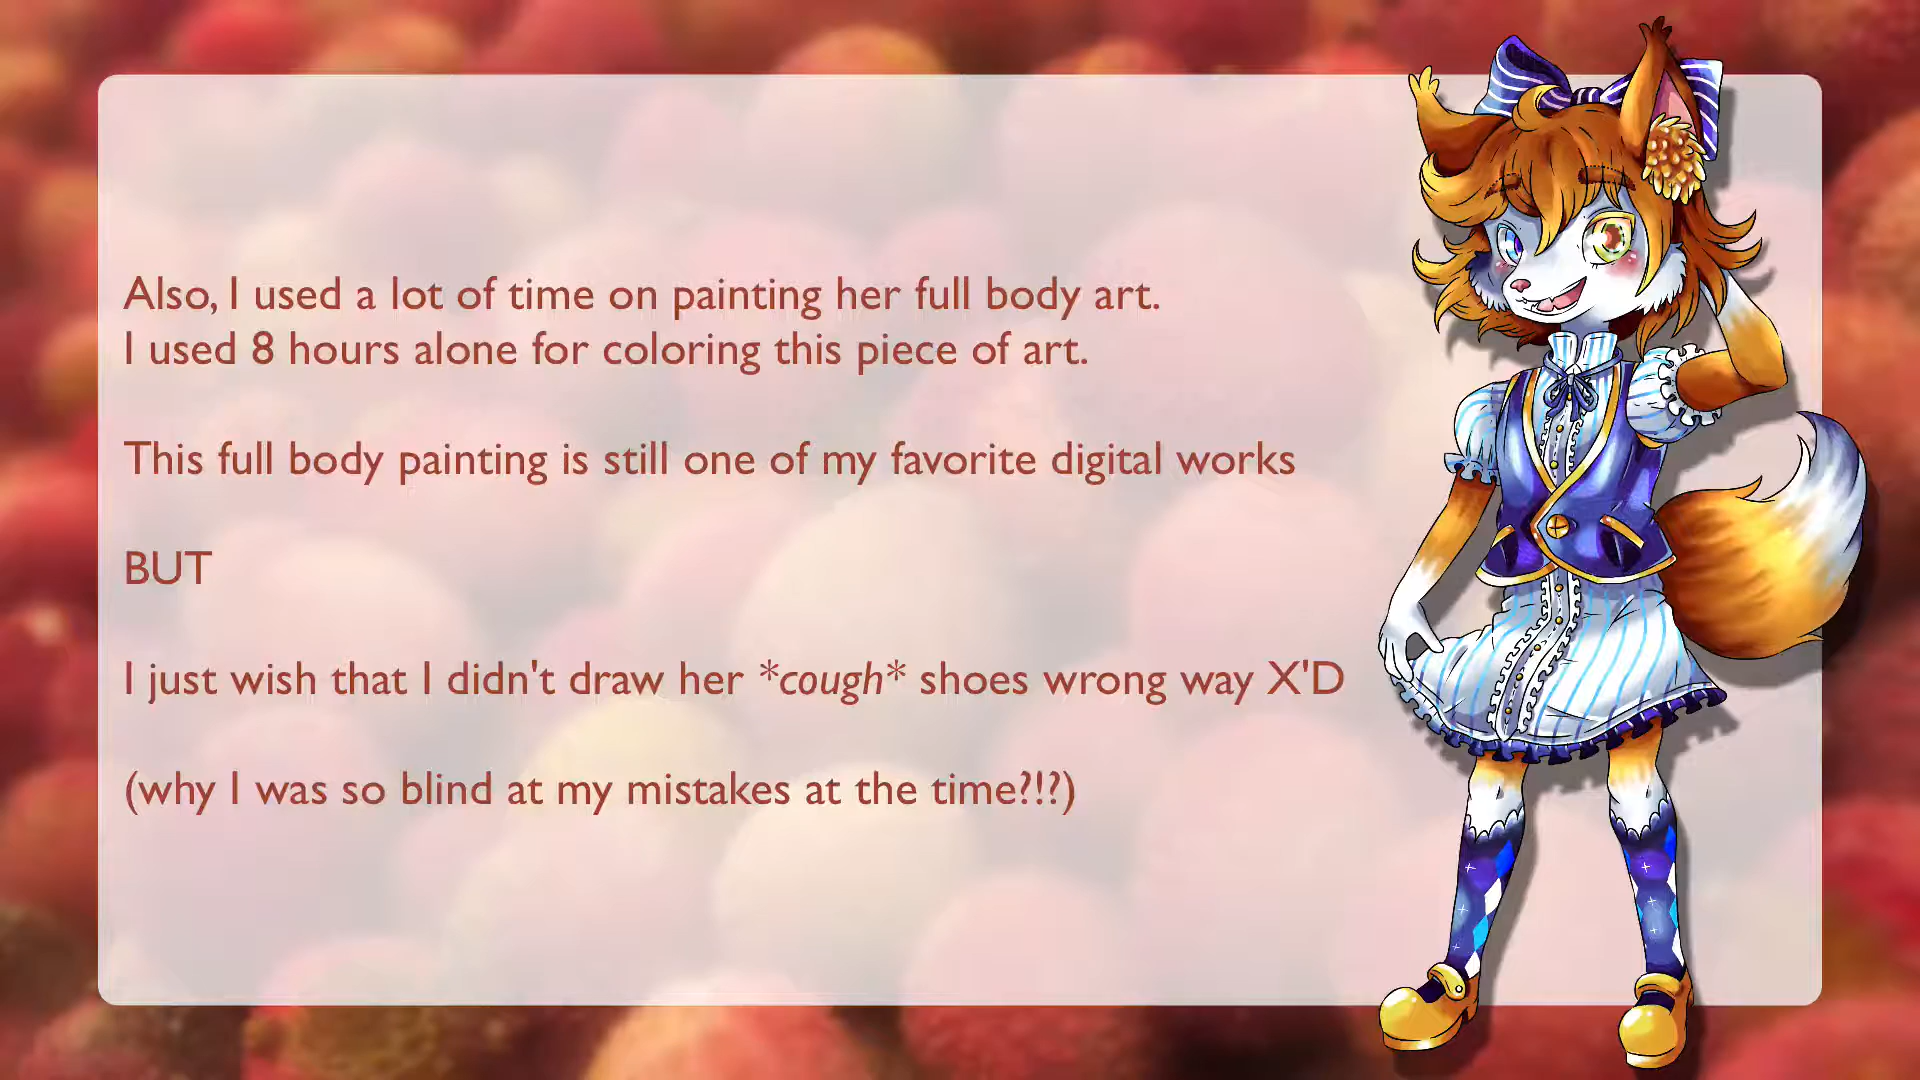 Also, I used a lot of time on painting her full body art.
I used 8 hours alone for coloring this piece of art.
This full body painting is still one of my favorite digital works
BUT
I just wish that I didn't draw her *cough* shoes wrong way X'D
(why I was so blind at my mistakes at the time?!?)